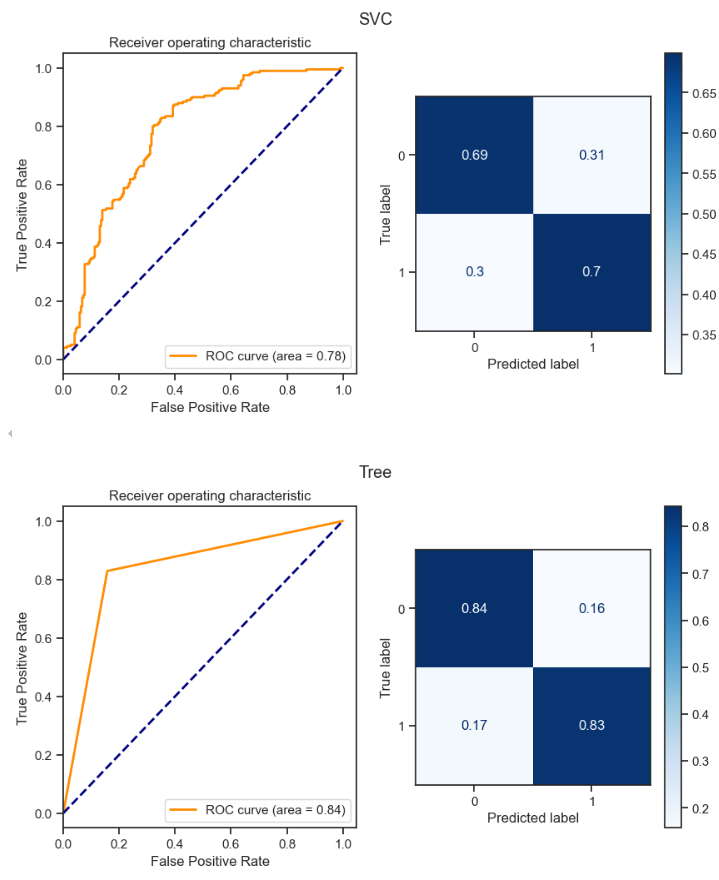 SVC
Receiver operating characteristic
1.0
0.8
0.6
0.4
0.2
0.0
True Positive Rate
0.0 0.2 0.4 0.6 0.8 1.0
False Positive Rate
ROC curve (area = 0.78)
True label
0
1
0.69 0.31
0.3 0.7
0 1
Predicted label
0.65
0.60
0.55
0.50
0.45
0.40
0.35
Tree
Receiver operating characteristic
1.0
0.8
0.6
0.4
0.2
0.0
True Positive Rate
0.0 0.2 0.4 0.6 0.8 1.0
False Positive Rate
ROC curve (area = 0.84)
True label
0
1
0.84 0.16
0.17 0.83
0 1
Predicted label
0.8
0.7
0.6
0.5
0.4
0.3
0.2